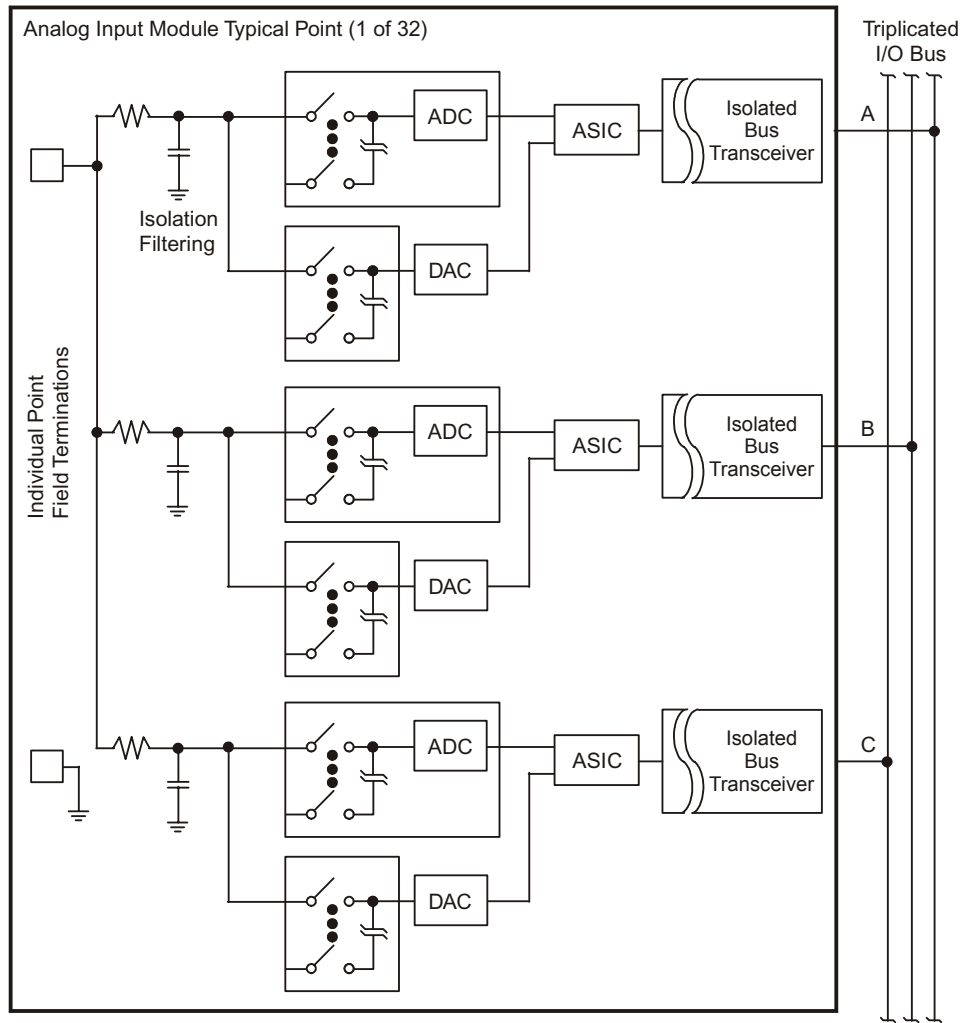 Analog Input Module Typical Point (1 of 32)
Triplicated
I/O Bus
ADC
ASIC
Isolated
Bus
Transceiver
A
Isolation
Filtering
DAC
Individual Point
Field Terminations
ADC
ASIC
Isolated
Bus
Transceiver
B
DAC
ADC
ASIC
Isolated
Bus
Transceiver
C
DAC